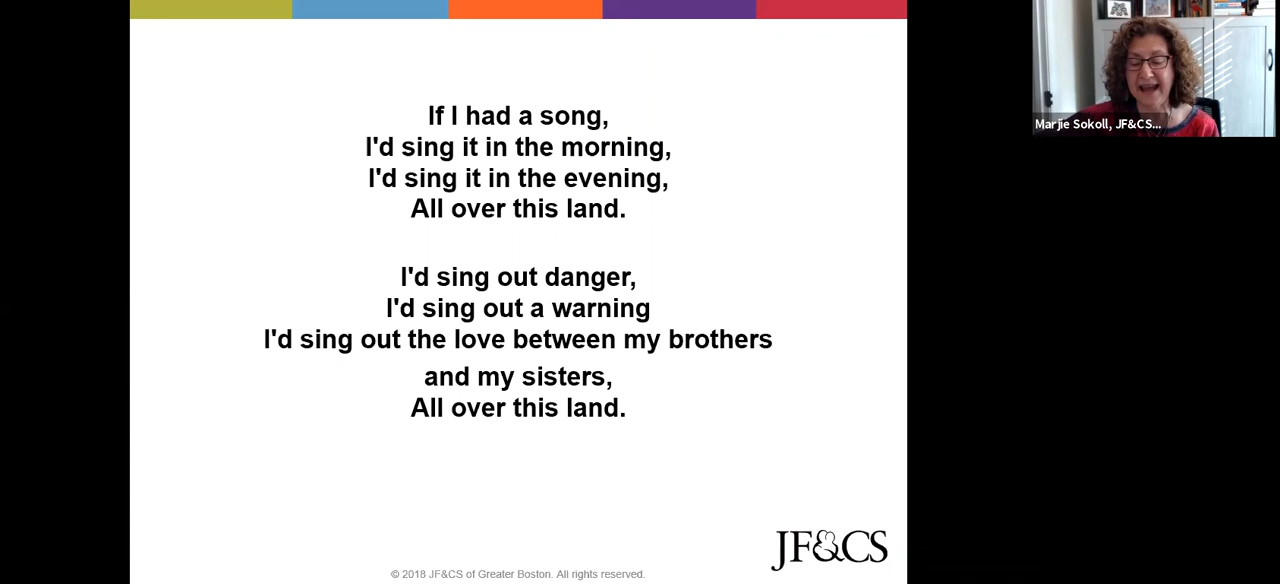 If I had a song,
I'd sing it in the morning,
I'd sing it in the evening,
All over this land.
I'd sing out danger,
I'd sing out a warning
I'd sing out the love between my brothers
and my sisters,
All over this land.
JF&CS
© 2018 JF&CS of Greater Boston. All rights reserved.
Marjie Sokoll, JF&CS...